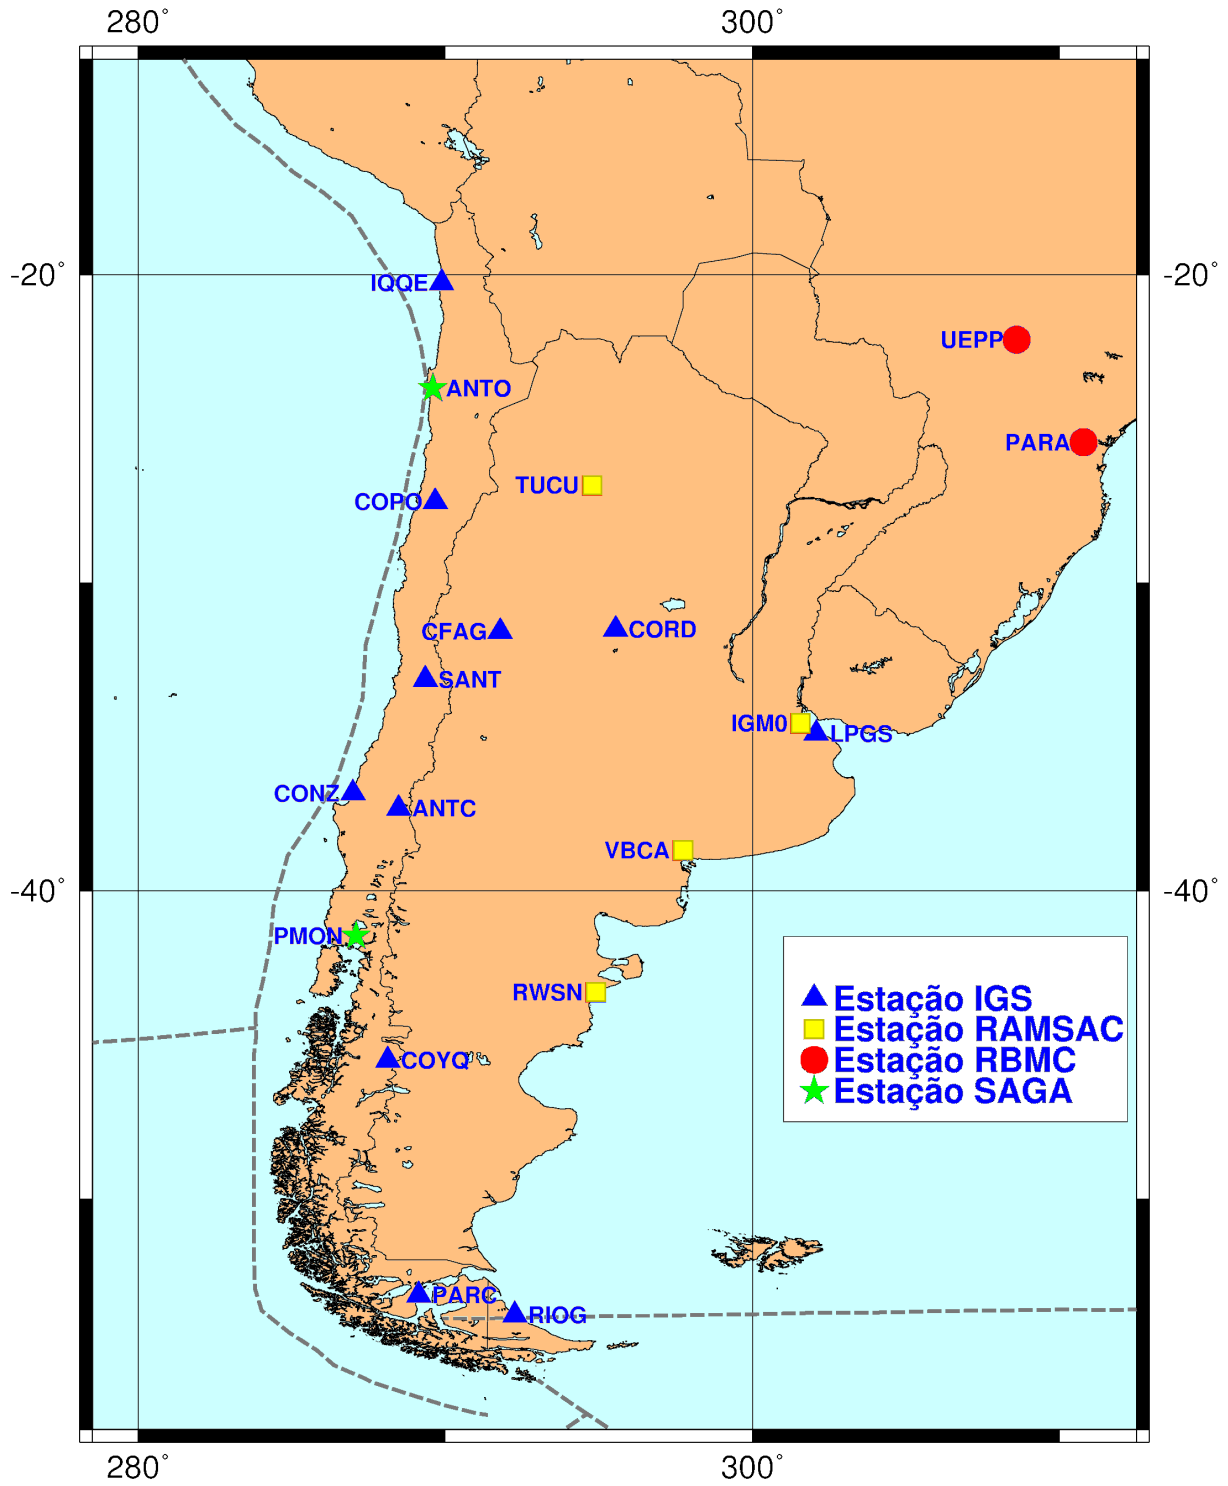 280° 300°
-20° -20°
IQQE
UEPP
ANTO
PARA
TUCU
COPO
CFAG CORD
SANT
IGM0 LPGS
CONZ ANTC
VBCA
-40° -40°
PMON
RWSN
Estação IGS
Estação RAMSAC
COYQ
Estação RBMC
Estação SAGA
PARC
RIOG
280° 300°